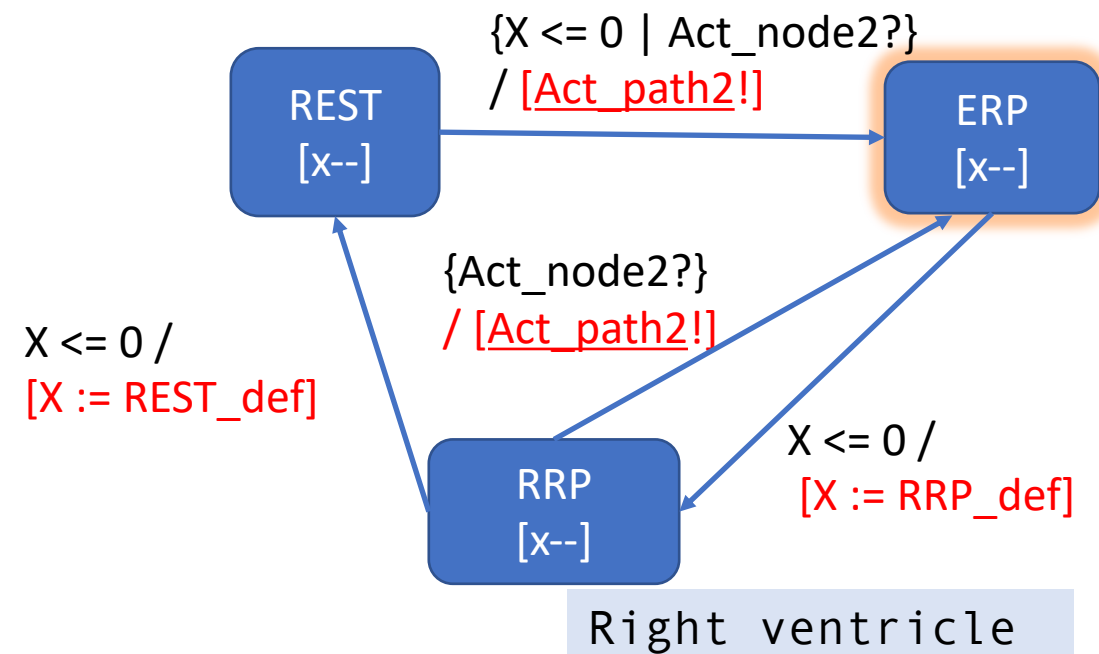 {X <= 0 | Act_node2?}
/ [Act_path2!]
REST
[x--]
ERP
[x--]
{Act_node2?}
/ [Act_path2!]
X <= 0 /
[X := REST_def]
X <= 0 /
[X := RRP_def]
RRP
[x--]
Right ventricle